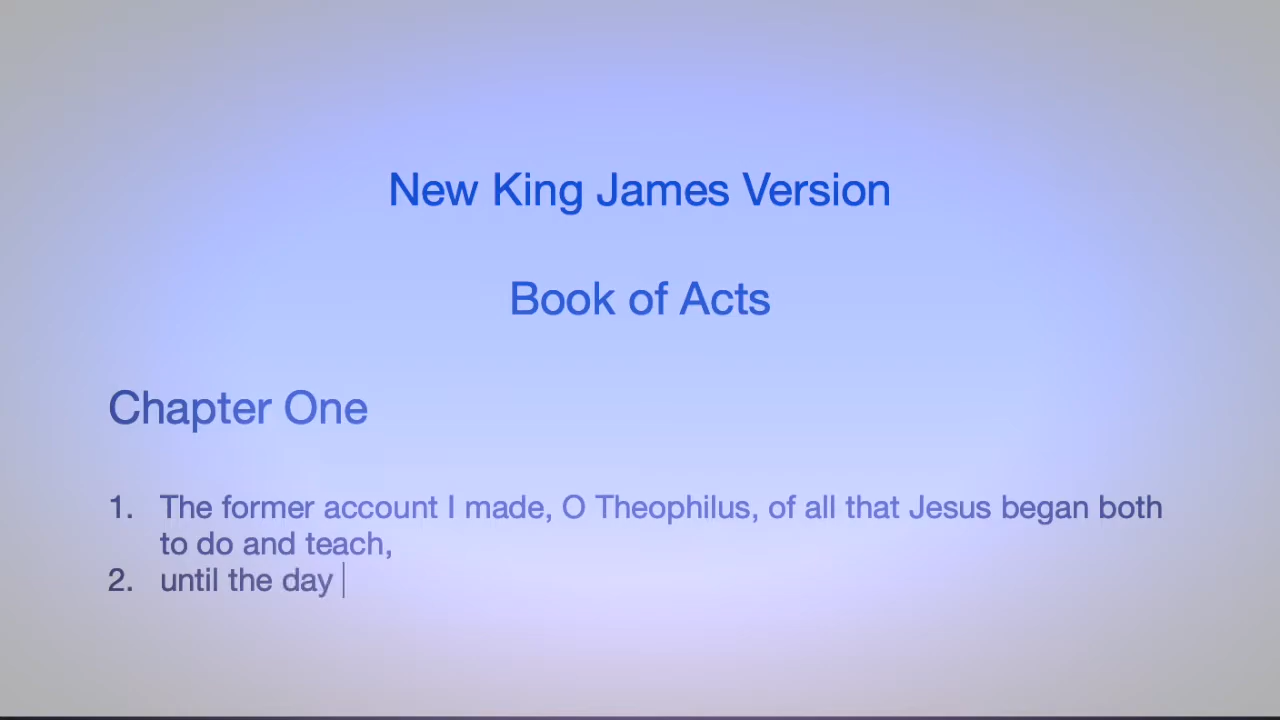 New King James Version
Book of Acts
Chapter One
1. The former account I made, O Theophilus, of all that Jesus began both
to do and teach,
2. until the day